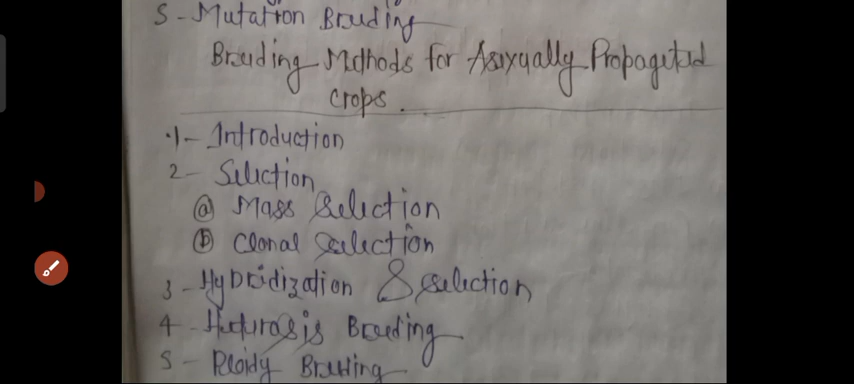 5 - Mutation Breeding
Breeding Methods for Asexually Propagated
crops.
1 - Introduction
2 - Selection
(a) Mass Selection
(b) Clonal Selection
3 - Hybridization & selection
4 - Heterosis Breeding
5 - Ploidy Breeding